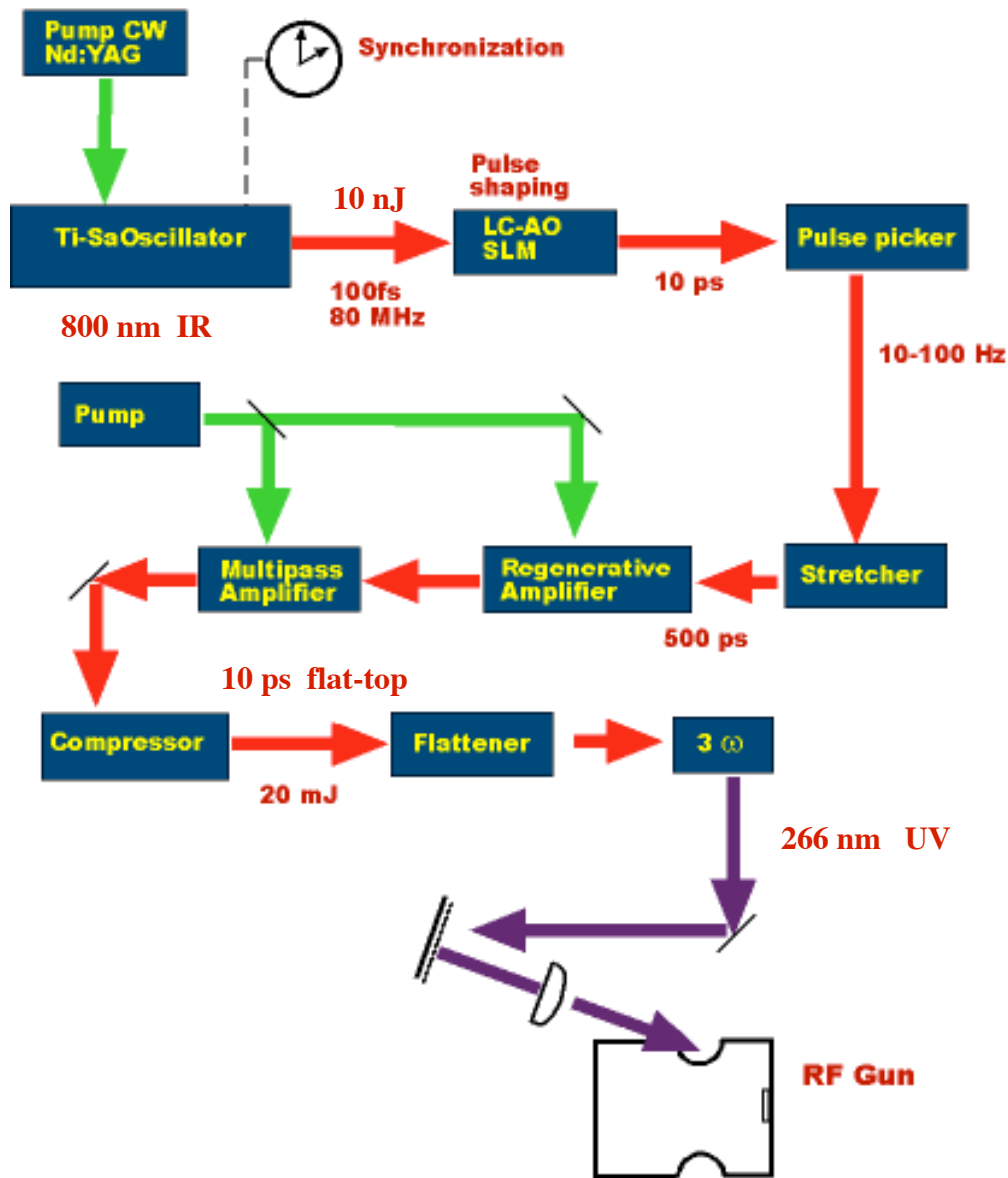 Pump CW
Nd:YAG
Synchronization
Pulse
shaping
10 nJ
Ti-SaOscillator
LC-AO
SLM
Pulse picker
10 ps
100fs
80 MHz
800 nm IR
10-100 Hz
Pump
Multipass
Amplifier
Regenerative
Amplifier
Stretcher
500 ps
10 ps flat-top
Compressor
Flattener
3 ω
20 mJ
266 nm UV
RF Gun